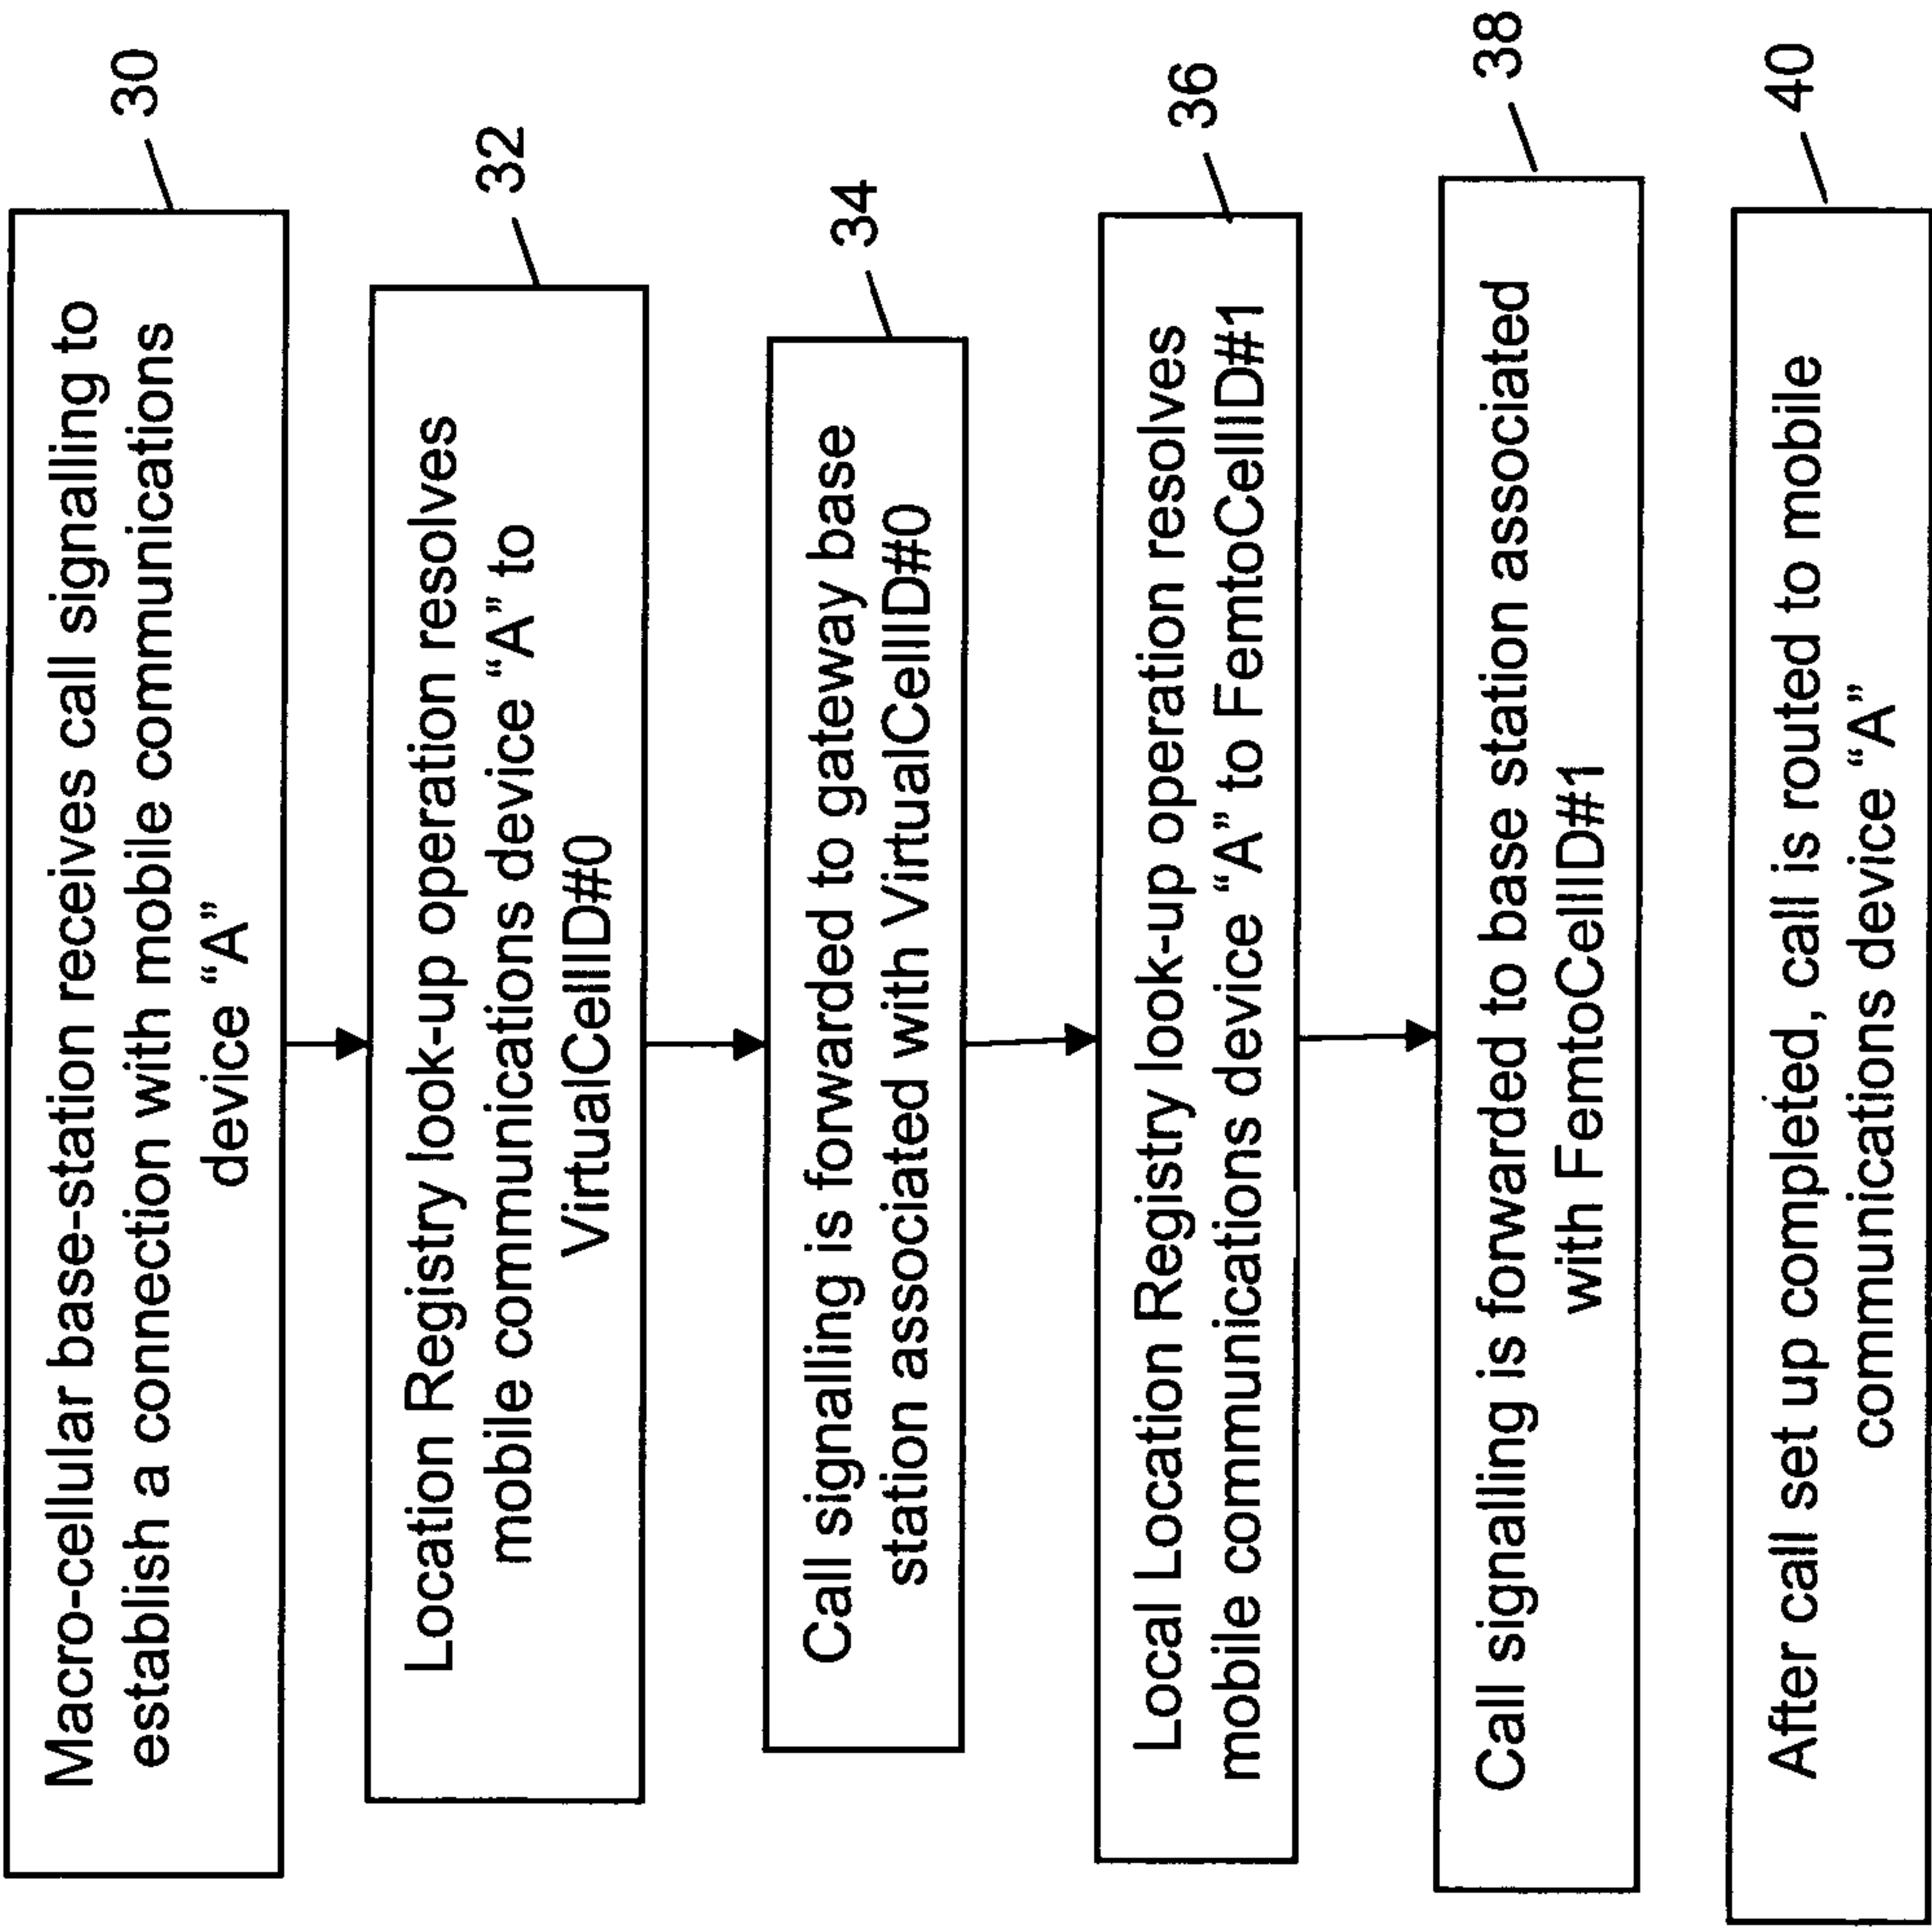 Macro-cellular base-station receives call signalling to
establish a connection with mobile communications
device “A”
30
Location Registry look-up operation resolves
mobile communications device “A” to
VirtualCellID#0
32
Call signalling is forwarded to gateway base
station associated with VirtualCellID#0
34
Local Location Registry look-up operation resolves
mobile communications device “A” to FemtoCellID#1
36
Call signalling is forwarded to base station associated
with FemtoCellID#1
38
After call set up completed, call is routed to mobile
communications device “A”
40